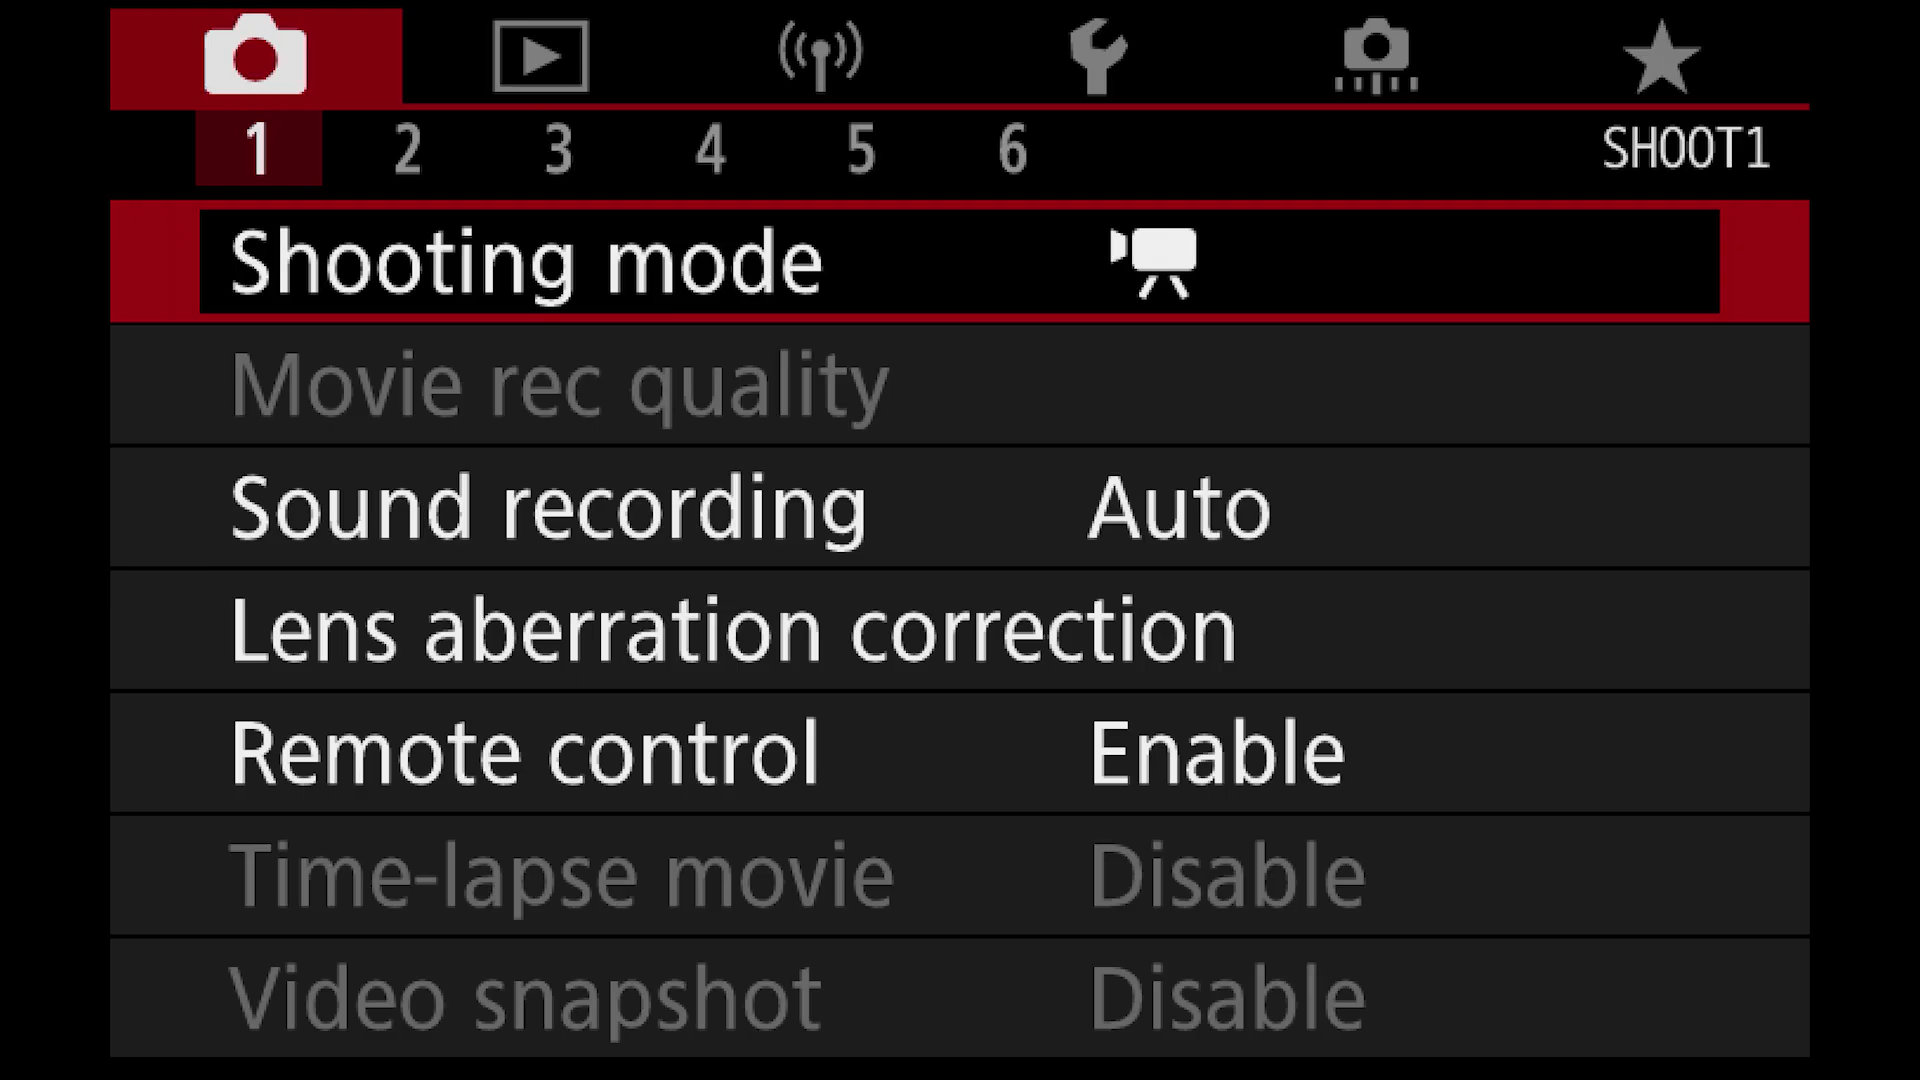 1 2 3 4 5 6 SHOOT1
Shooting mode
Movie rec quality
Sound recording Auto
Lens aberration correction
Remote control Enable
Time-lapse movie Disable
Video snapshot Disable